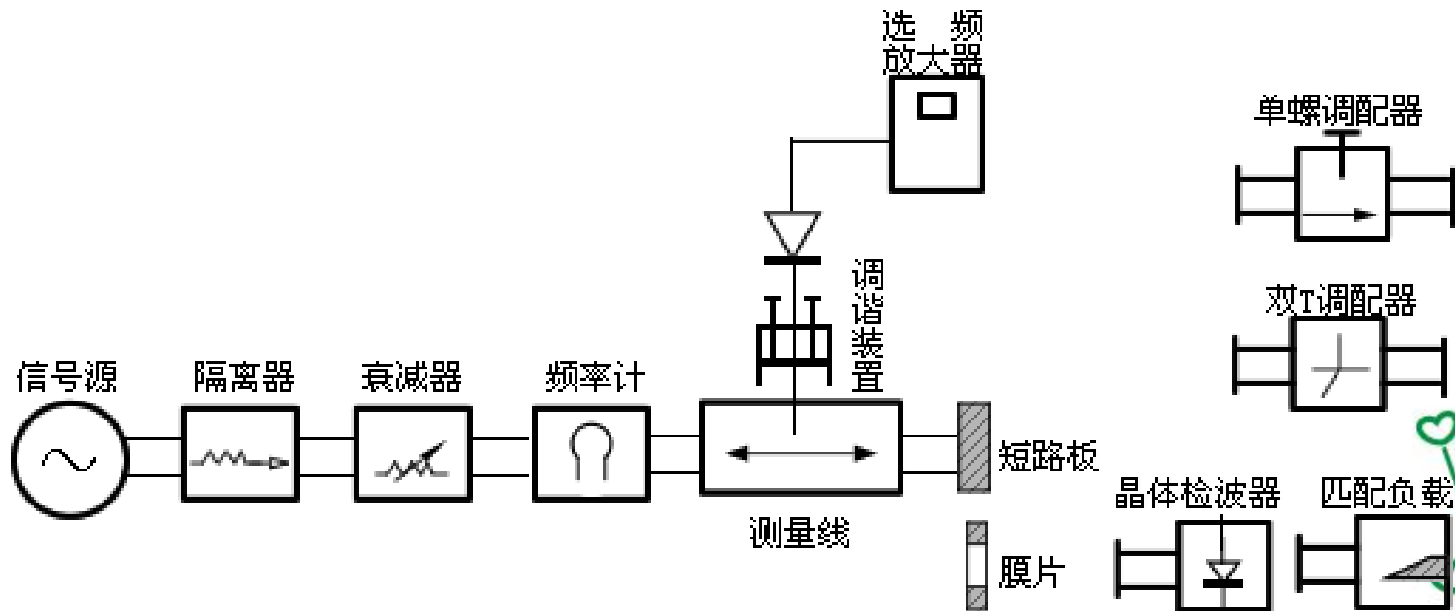 选 频
放大器
单螺调配器
调谐装置
双T调配器
信号源
隔离器
衰减器
频率计
短路板
晶体检波器
匹配负载
测量线
膜片